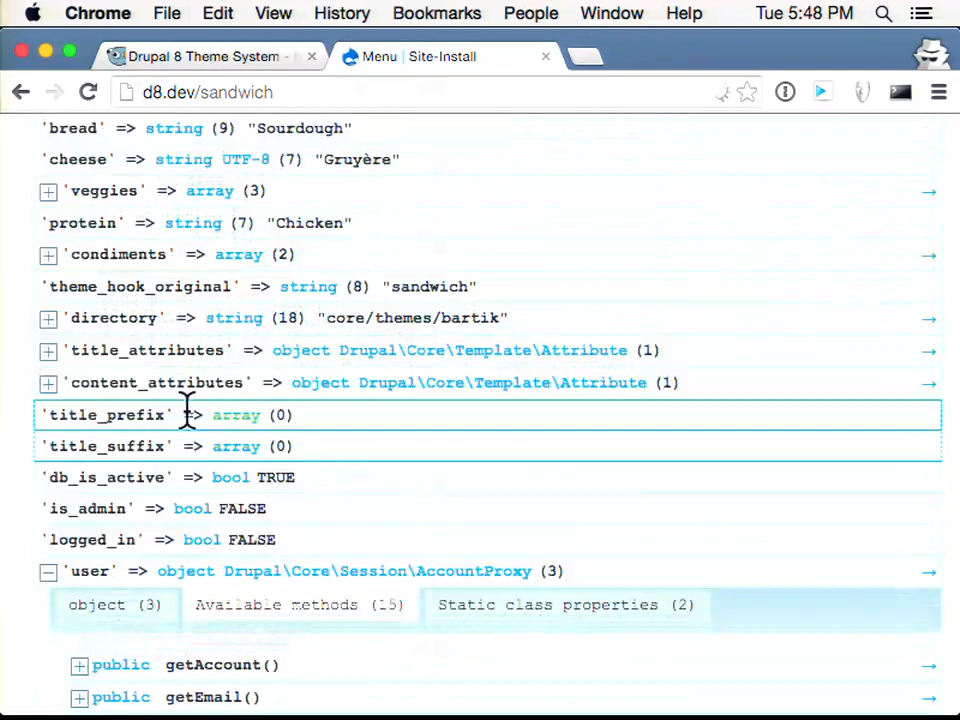 Chrome File Edit View History Bookmarks People Window Help Tue 5:48 PM
Drupal 8 Theme System - Menu | Site-Install
d8.dev/sandwich
'bread' => string (9) "Sourdough"
'cheese' => string UTF-8 (7) "Gruyère"
'veggies' => array (3)
'protein' => string (7) "Chicken"
'condiments' => array (2)
'theme_hook_original' => string (8) "sandwich"
'directory' => string (18) "core/themes/bartik"
'title_attributes' => object Drupal\Core\Template\Attribute (1)
'content_attributes' => object Drupal\Core\Template\Attribute (1)
'title_prefix' => array (0)
'title_suffix' => array (0)
'db_is_active' => bool TRUE
'is_admin' => bool FALSE
'logged_in' => bool FALSE
'user' => object Drupal\Core\Session\AccountProxy (3)
object (3) Available methods (15) Static class properties (2)
public getAccount()
public getEmail()